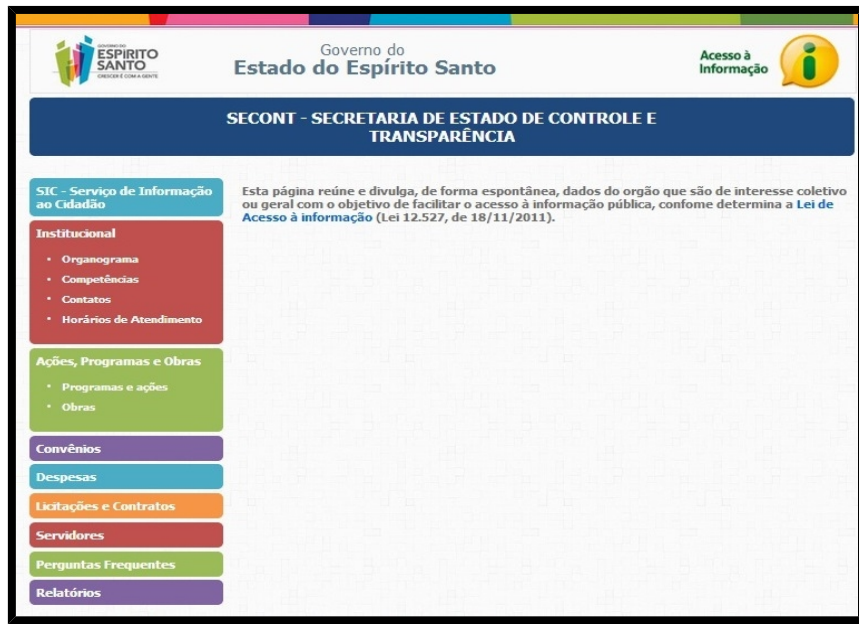 GOVERNO DO
ESPIRITO
SANTO
CRESCER É COM A GENTE
Governo do
Estado do Espírito Santo
Acesso à
Informação
SECONT - SECRETARIA DE ESTADO DE CONTROLE E
TRANSPARÊNCIA
SIC - Serviço de Informação
ao Cidadão
Institucional
• Organograma
• Competências
• Contatos
• Horários de Atendimento
Ações, Programas e Obras
• Programas e ações
• Obras
Convênios
Despesas
Licitações e Contratos
Servidores
Perguntas Frequentes
Relatórios
Esta página reúne e divulga, de forma espontânea, dados do orgão que são de interesse coletivo
ou geral com o objetivo de facilitar o acesso à informação pública, confome determina a Lei de
Acesso à informação (Lei 12.527, de 18/11/2011).